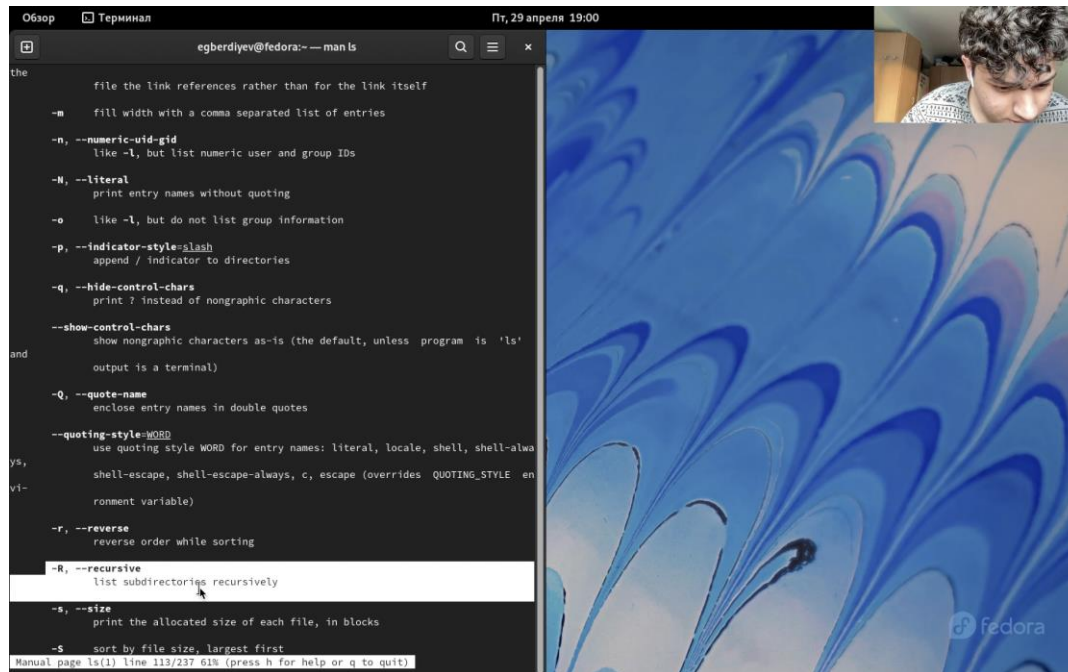 Обзор
Терминал
Пт, 29 апреля 19:00
egberdiyev@fedora:~ — man ls
the
file the link references rather than for the link itself
-m fill width with a comma separated list of entries
-n, --numeric-uid-gid
like -l, but list numeric user and group IDs
-N, --literal
print entry names without quoting
-o like -l, but do not list group information
-p, --indicator-style=slash
append / indicator to directories
-q, --hide-control-chars
print ? instead of nongraphic characters
--show-control-chars
show nongraphic characters as-is (the default, unless program is 'ls'
and
output is a terminal)
-Q, --quote-name
enclose entry names in double quotes
--quoting-style=WORD
use quoting style WORD for entry names: literal, locale, shell, shell-alwa
ys,
shell-escape, shell-escape-always, c, escape (overrides QUOTING_STYLE en
vi-
ronment variable)
-r, --reverse
reverse order while sorting
-R, --recursive
list subdirectories recursively
-s, --size
print the allocated size of each file, in blocks
-S sort by file size, largest first
Manual page ls(1) line 113/237 61% (press h for help or q to quit)
fedora